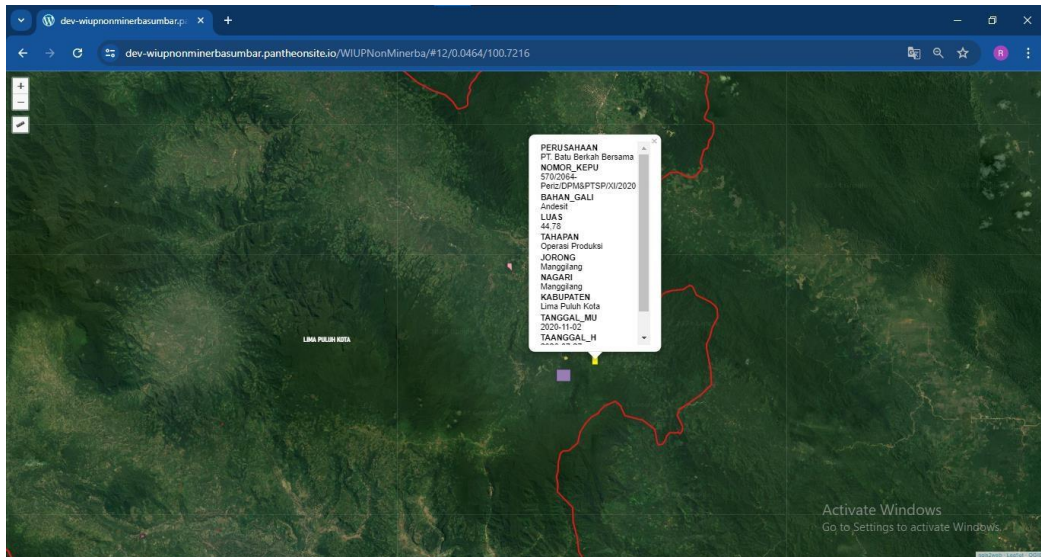 dev-wiupnonminerbasumbar.p
dev-wiupnonminerbasumbar.pantheonsite.io/WIUPNonMinerba/#12/0.0464/100.7216
R
PERUSAHAAN
PT. Batu Berkah Bersama
NOMOR_KEPU
570/2064-
Periz/DPM&PTSP/XI/2020
BAHAN_GALI
Andesit
LUAS
44.78
TAHAPAN
Operasi Produksi
JORONG
Manggilang
NAGARI
Manggilang
KABUPATEN
Lima Puluh Kota
TANGGAL_MU
2020-11-02
TAANGGAL_H
LIMA PULUH KOTA
Activate Windows
Go to Settings to activate Windows.